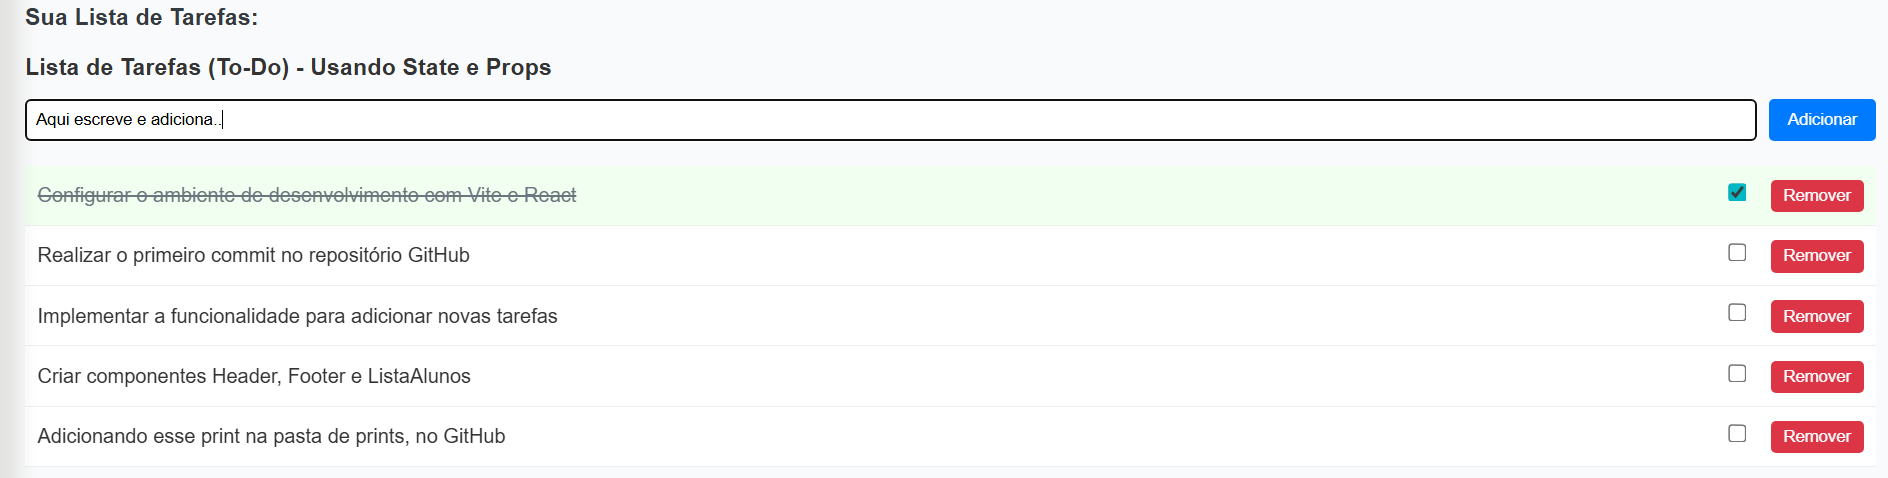 Sua Lista de Tarefas:
Lista de Tarefas (To-Do) - Usando State e Props
Aqui escreve e adiciona.. Adicionar
Configurar o ambiente de desenvolvimento com Vite e React Remover
Realizar o primeiro commit no repositório GitHub Remover
Implementar a funcionalidade para adicionar novas tarefas Remover
Criar componentes Header, Footer e ListaAlunos Remover
Adicionando esse print na pasta de prints, no GitHub Remover